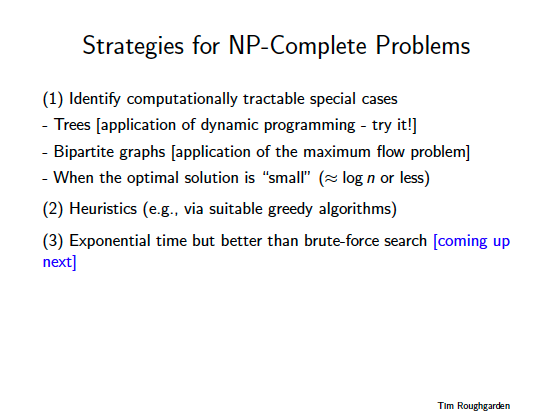 Strategies for NP-Complete Problems
(1) Identify computationally tractable special cases
- Trees [application of dynamic programming - try it!]
- Bipartite graphs [application of the maximum flow problem]
- When the optimal solution is “small” (≈ log n or less)
(2) Heuristics (e.g., via suitable greedy algorithms)
(3) Exponential time but better than brute-force search [coming up
next]
Tim Roughgarden